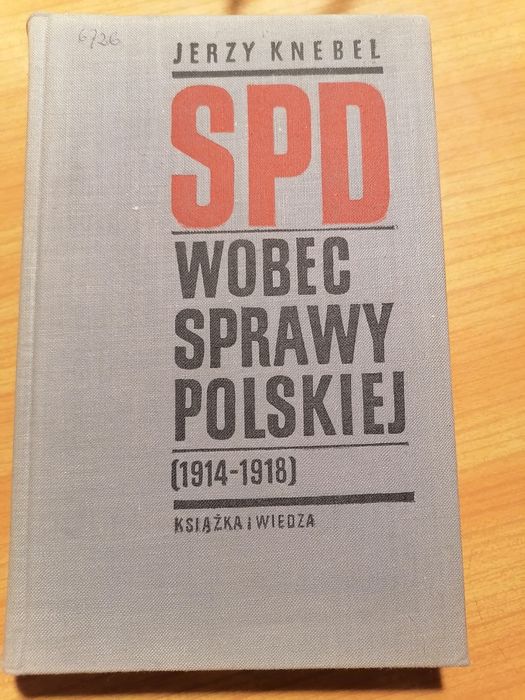 6726
JERZY KNEBEL
SPD
WOBEC
SPRAWY
POLSKIEJ
(1914-1918)
KSIĄŻKA i WIEDZA